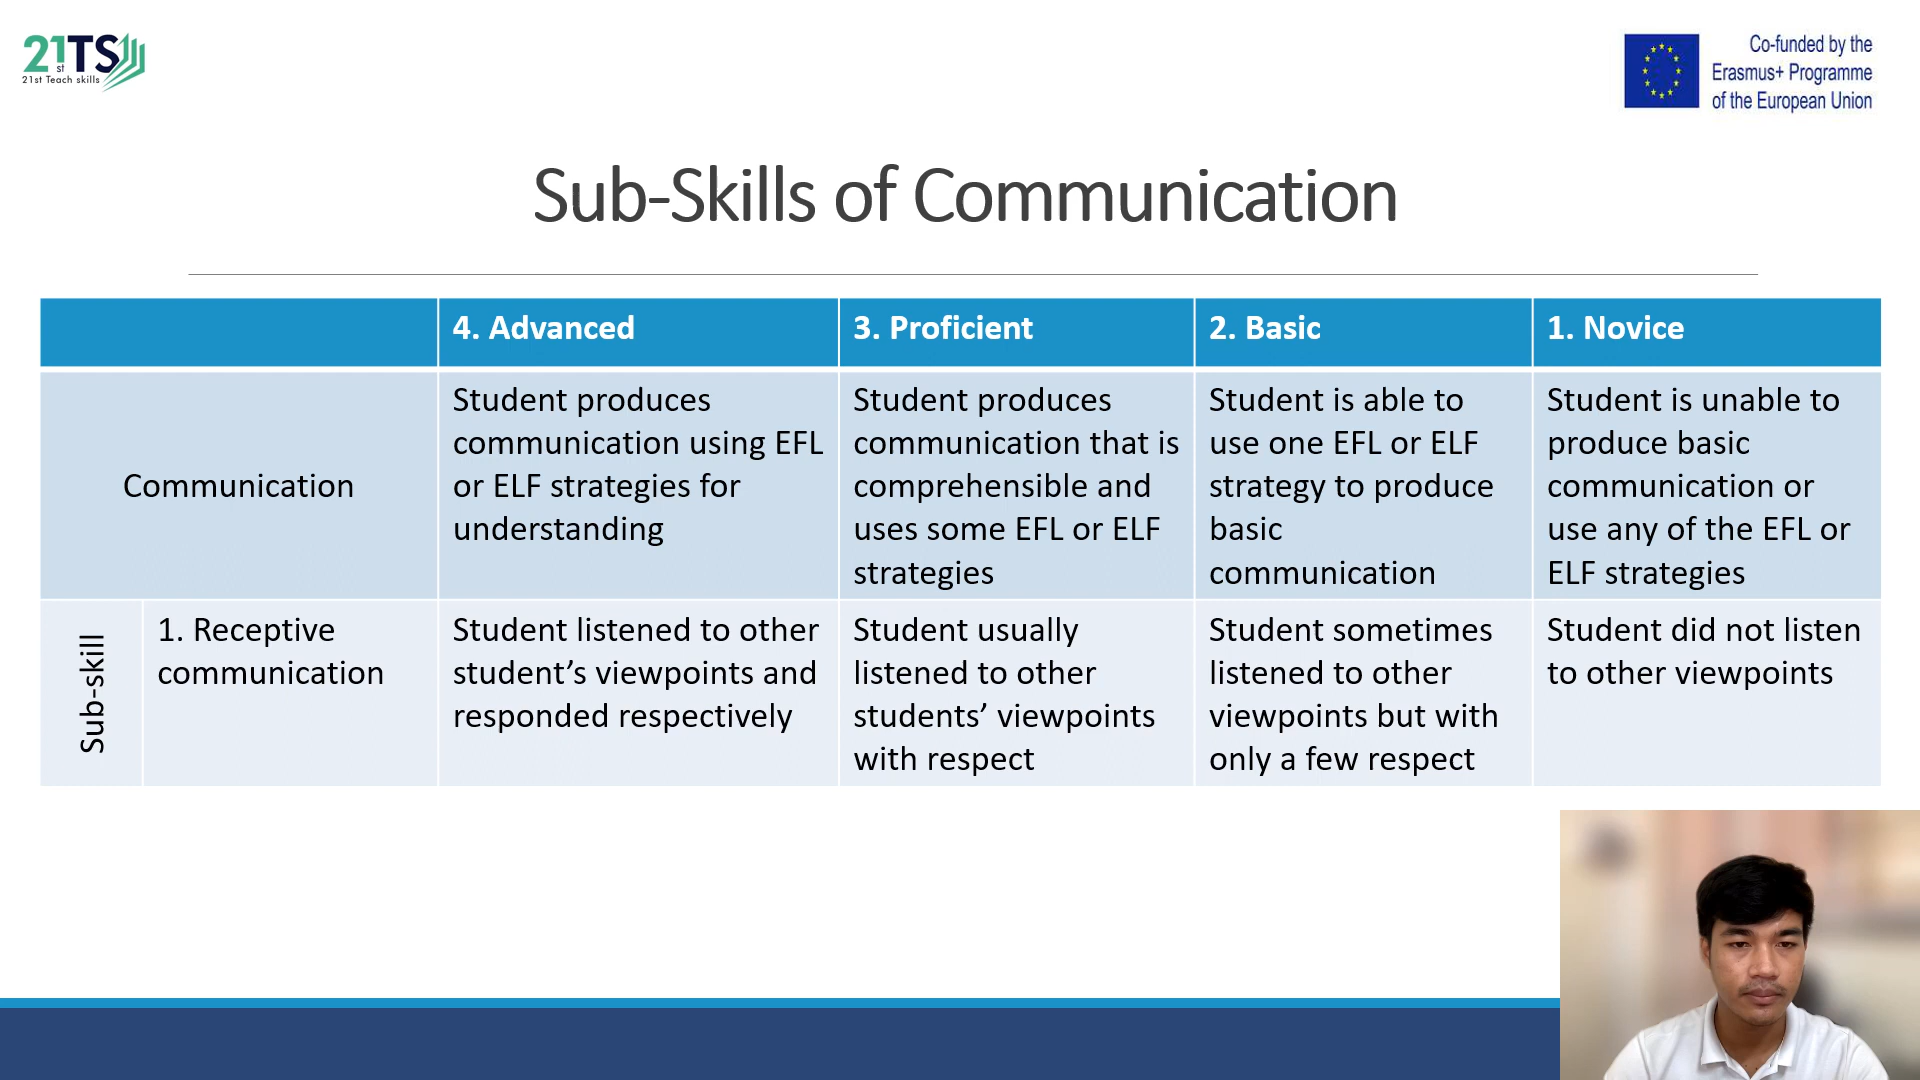 21stTS
21st Teach skills
Co-funded by the
Erasmus+ Programme
of the European Union
Sub-Skills of Communication
4. Advanced
3. Proficient
2. Basic
1. Novice
Communication
Student produces
communication using EFL
or ELF strategies for
understanding
Student produces
communication that is
comprehensible and
uses some EFL or ELF
strategies
Student is able to
use one EFL or ELF
strategy to produce
basic
communication
Student is unable to
produce basic
communication or
use any of the EFL or
ELF strategies
Sub-skill
1. Receptive
communication
Student listened to other
student’s viewpoints and
responded respectively
Student usually
listened to other
students’ viewpoints
with respect
Student sometimes
listened to other
viewpoints but with
only a few respect
Student did not listen
to other viewpoints